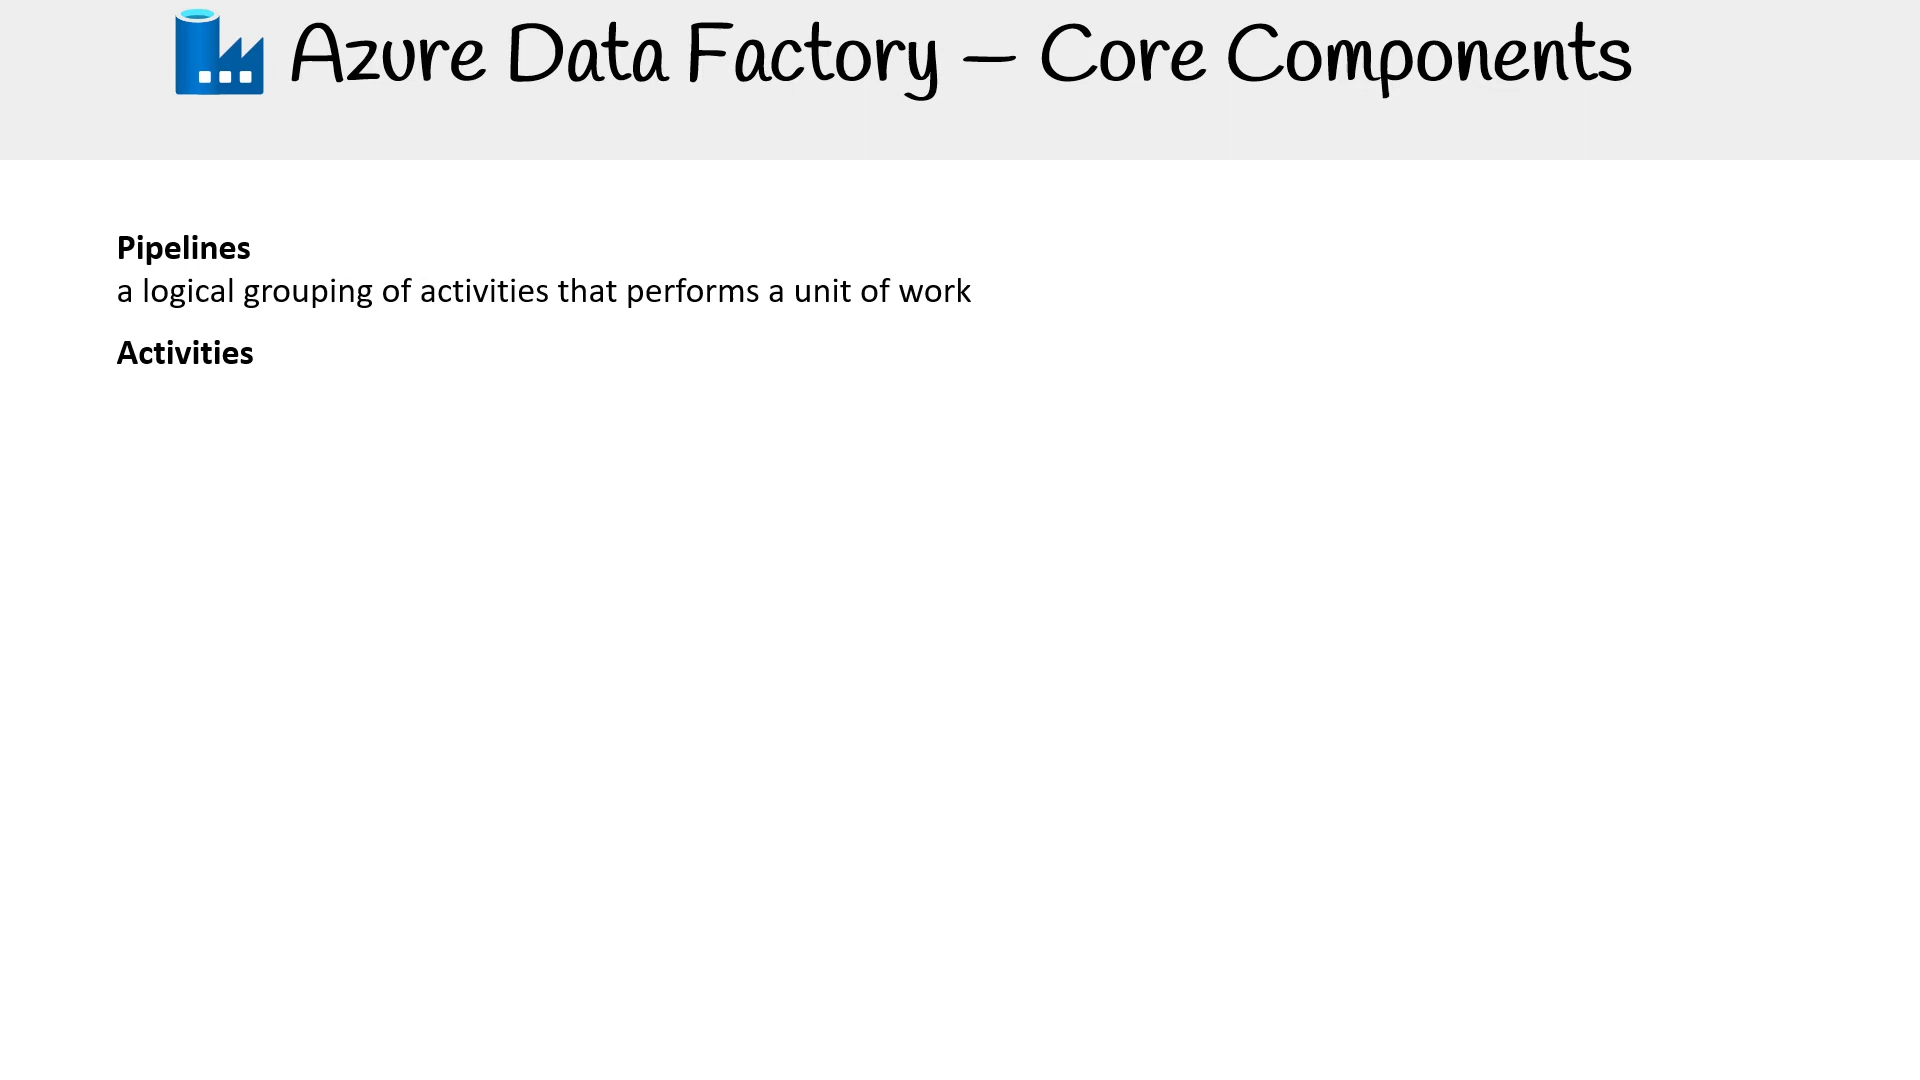 Azure Data Factory — Core Components
Pipelines
a logical grouping of activities that performs a unit of work
Activities